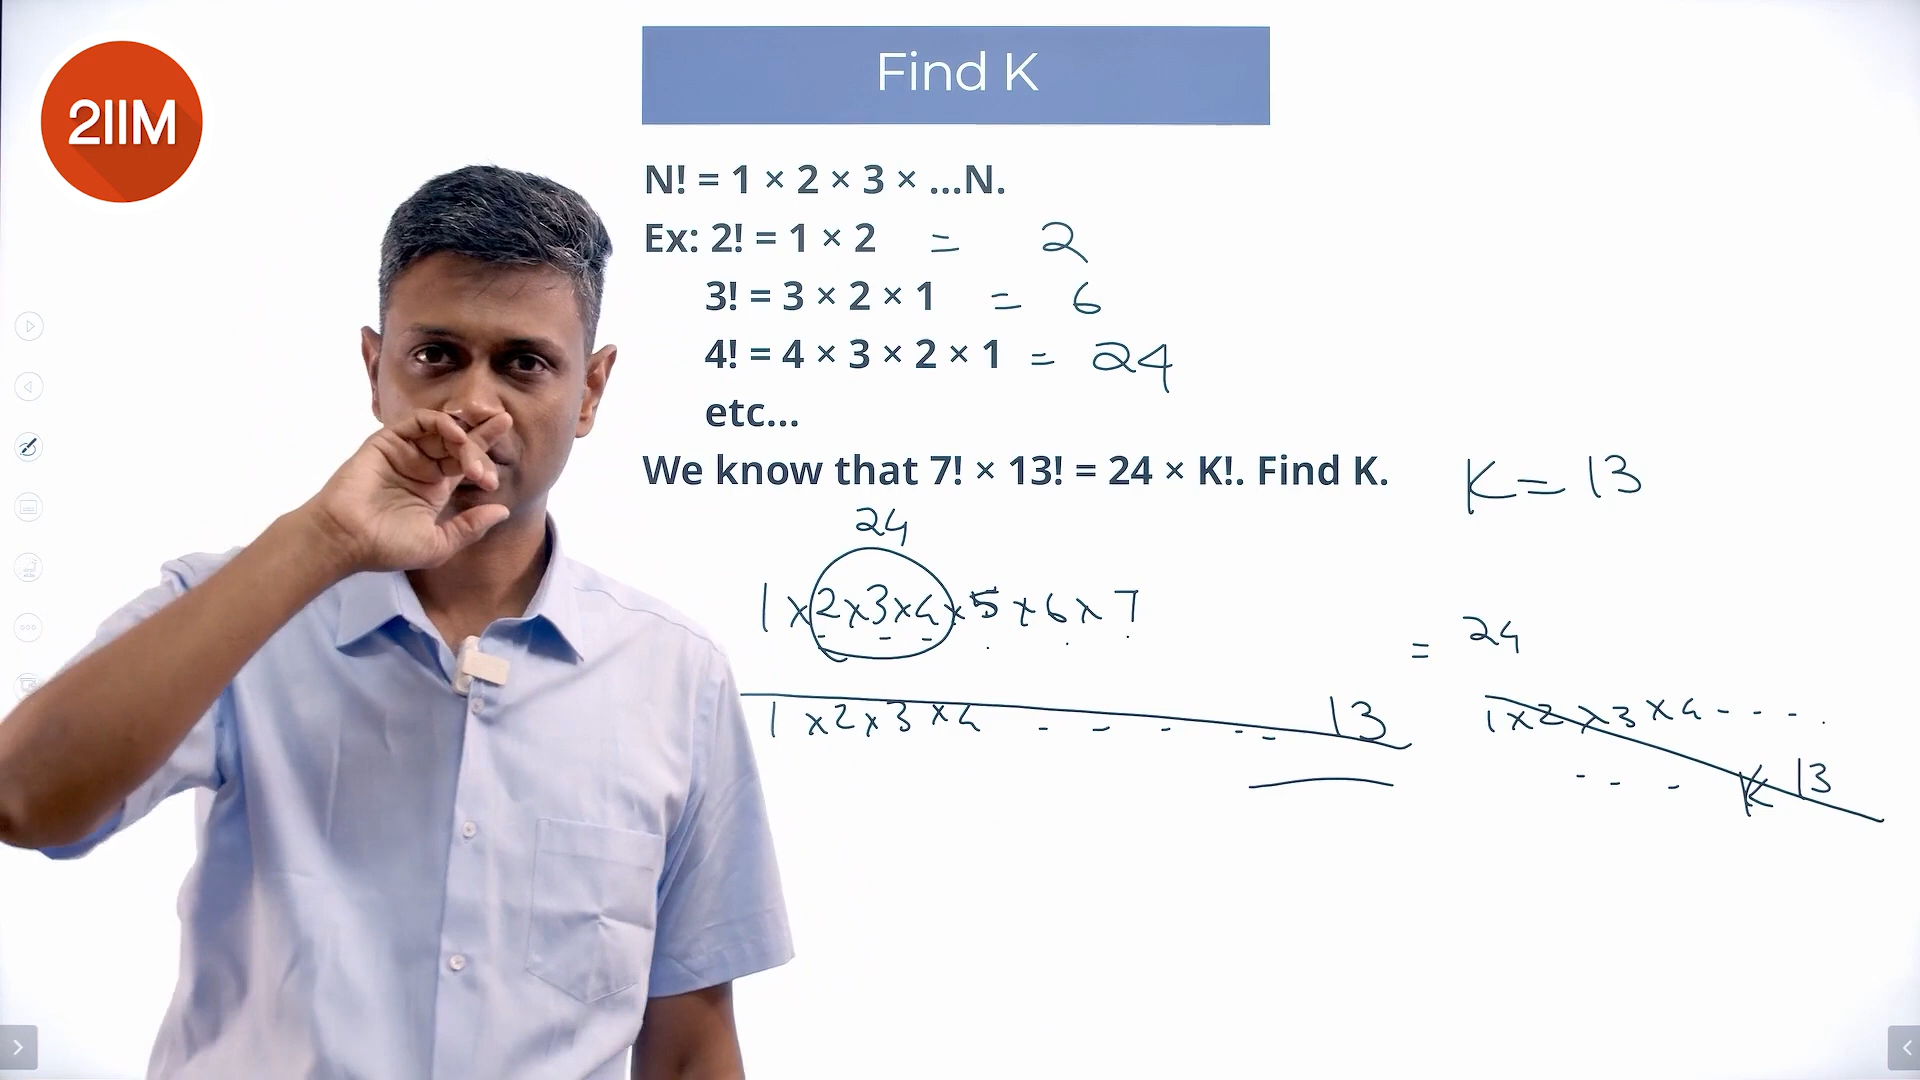 2IIM
Find K
N! = 1 × 2 × 3 × ...N.
Ex: 2! = 1 × 2 = 2
3! = 3 × 2 × 1 = 6
4! = 4 × 3 × 2 × 1 = 24
etc...
We know that 7! × 13! = 24 × K!. Find K. K = 13
24
1 × 2 × 3 × 4 × 5 × 6 × 7
= 24
1 × 2 × 3 × 4 - - - - - 13
1 × 2 × 3 × 4 - - - .
- - - K 13